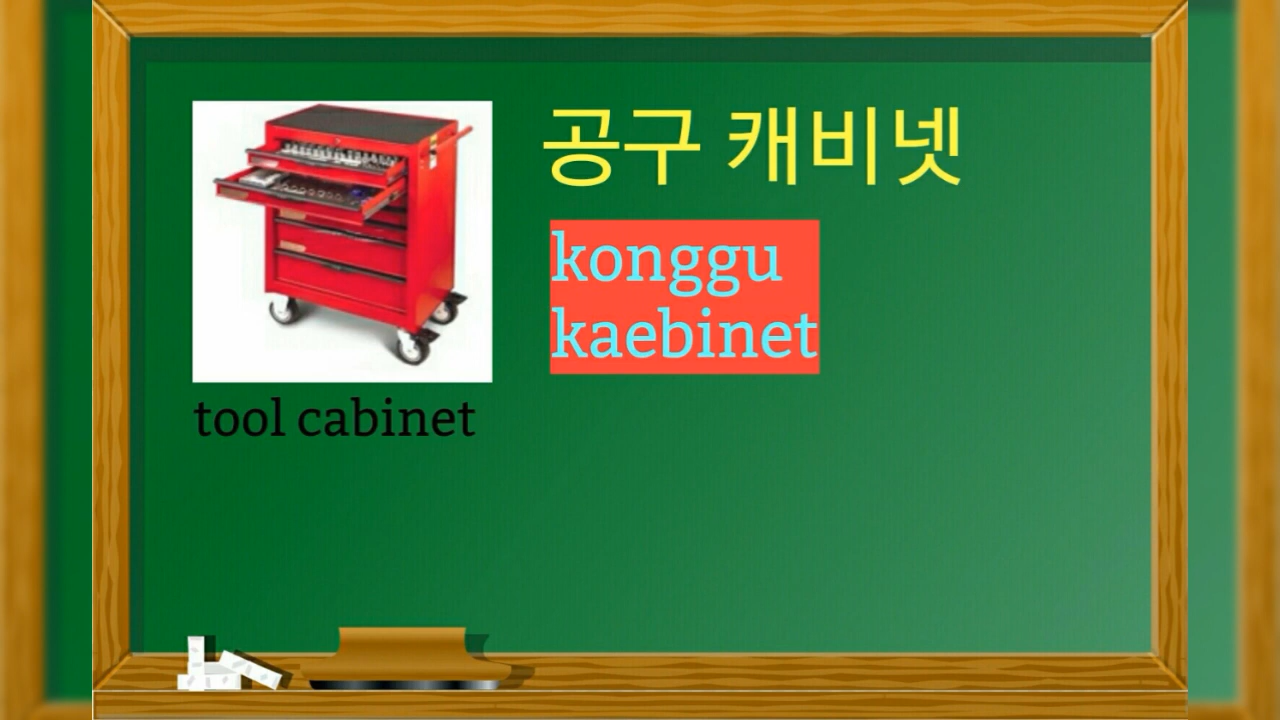 공구 캐비넷
konggu
kaebinet
tool cabinet